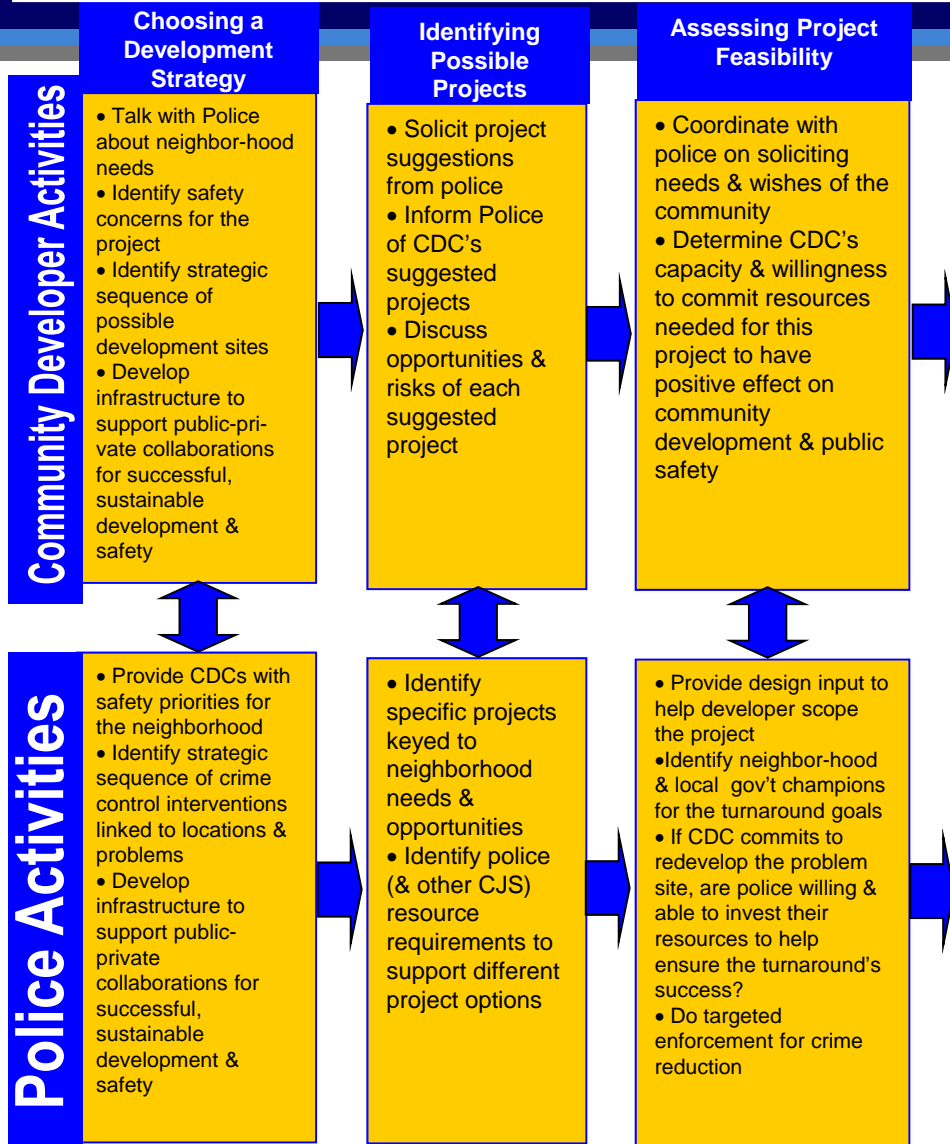 Choosing a
Development
Strategy
Identifying
Possible
Projects
Assessing Project
Feasibility
Community Developer Activities
• Talk with Police
about neighbor-hood
needs
• Identify safety
concerns for the
project
• Identify strategic
sequence of
possible
development sites
• Develop
infrastructure to
support public-pri-
vate collaborations
for successful,
sustainable
development &
safety
• Solicit project
suggestions
from police
• Inform Police
of CDC's
suggested
projects
• Discuss
opportunities &
risks of each
suggested
project
• Coordinate with
police on soliciting
needs & wishes of the
community
• Determine CDC's
capacity & willingness
to commit resources
needed for this
project to have
positive effect on
community
development & public
safety
Police Activities
• Provide CDCs with
safety priorities for
the neighborhood
• Identify strategic
sequence of crime
control interventions
linked to locations &
problems
• Develop
infrastructure to
support public-
private
collaborations for
successful,
sustainable
development &
safety
• Identify
specific projects
keyed to
neighborhood
needs &
opportunities
• Identify police
(& other CJS)
resource
requirements to
support different
project options
• Provide design input to
help developer scope
the project
•Identify neighbor-hood
& local gov't champions
for the turnaround goals
• If CDC commits to
redevelop the problem
site, are police willing &
able to invest their
resources to help
ensure the turnaround's
success?
• Do targeted
enforcement for crime
reduction